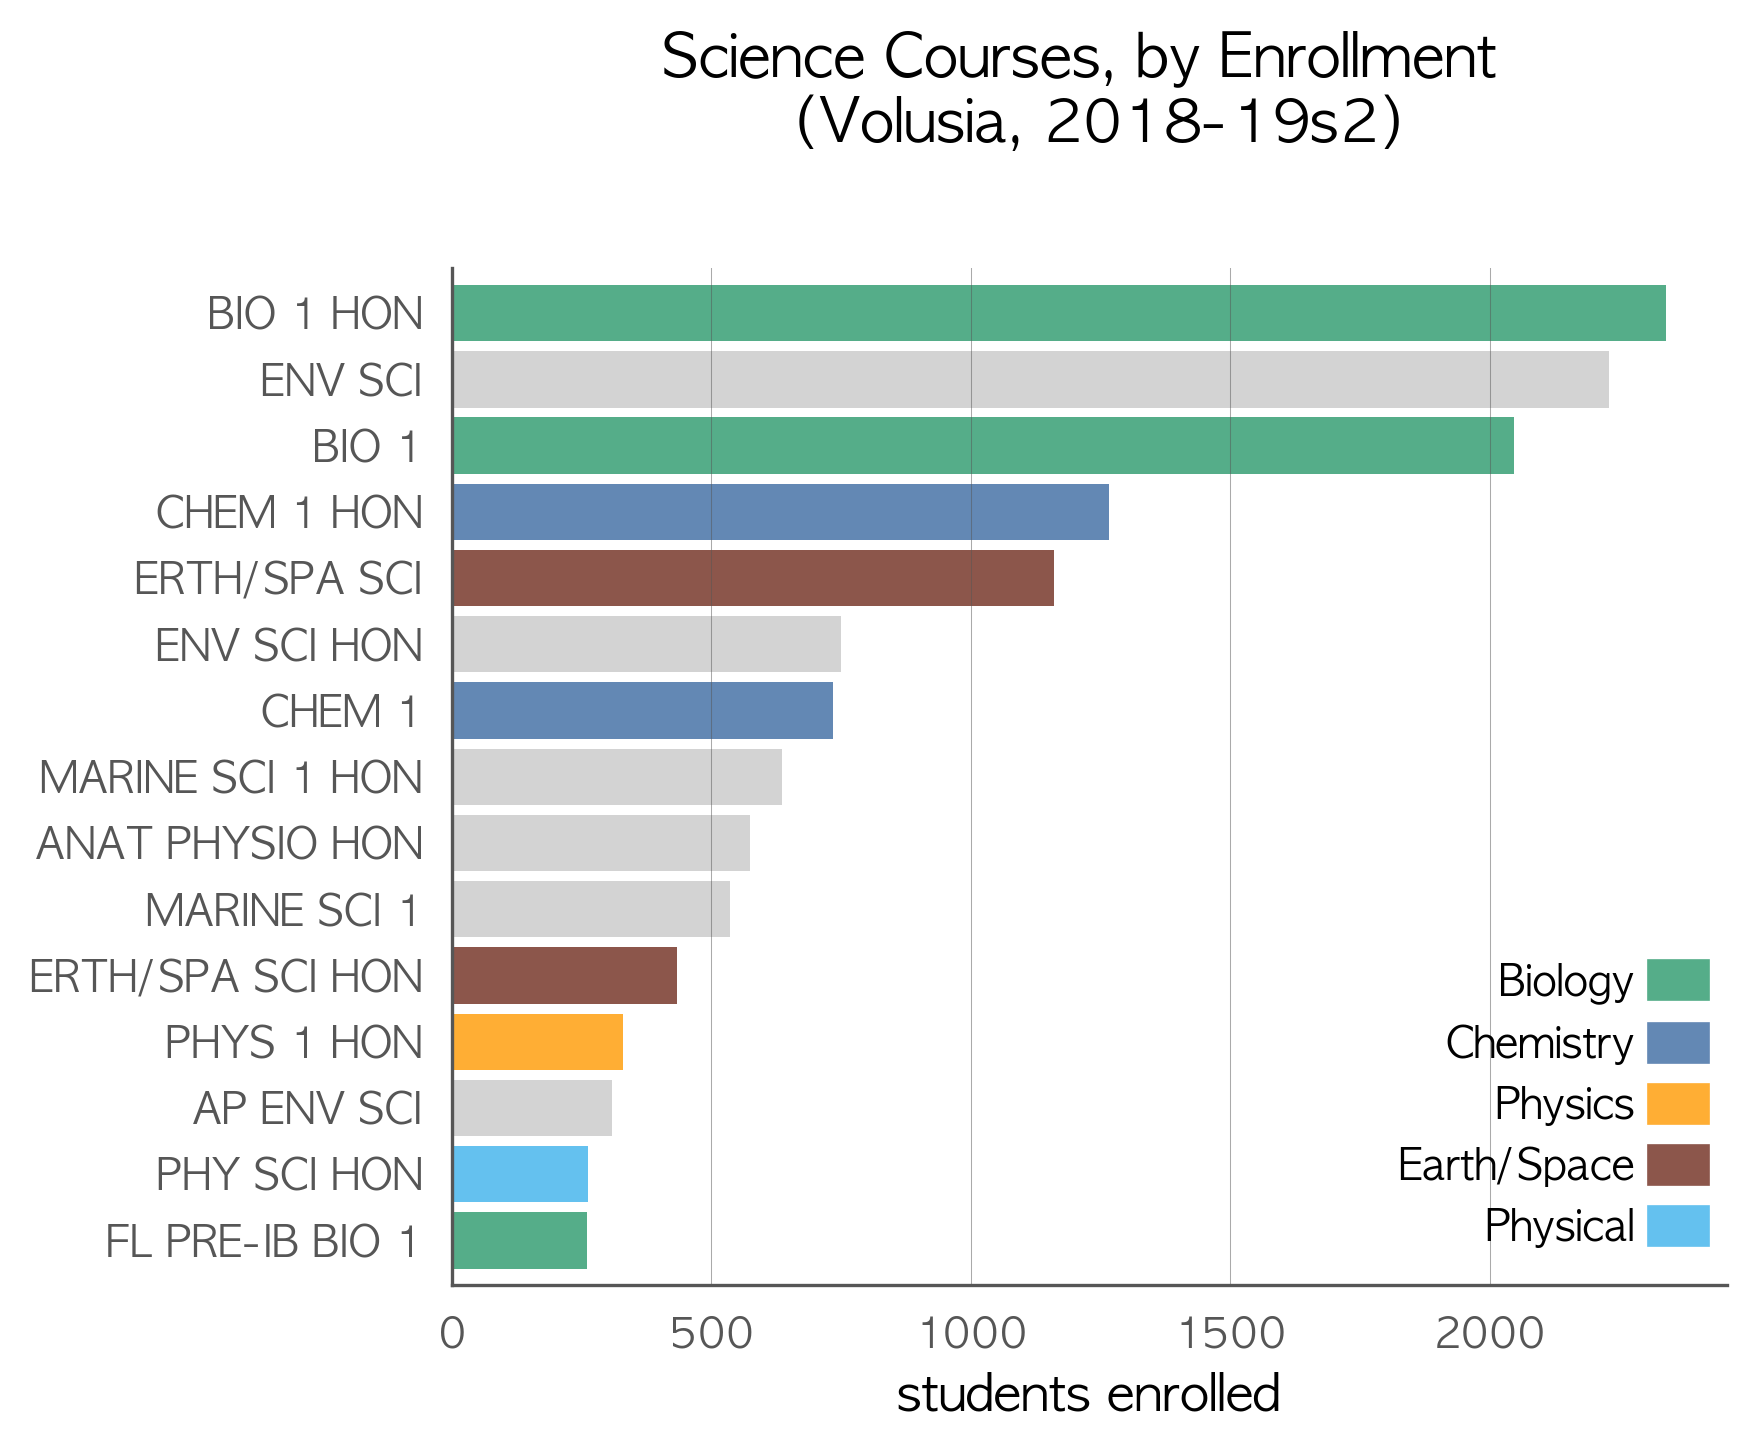 Science Courses, by Enrollment
(Volusia, 2018-19s2)
BIO 1 HON
ENV SCI
BIO 1
CHEM 1 HON
ERTH/SPA SCI
ENV SCI HON
CHEM 1
MARINE SCI 1 HON
ANAT PHYSIO HON
MARINE SCI 1
ERTH/SPA SCI HON
PHYS 1 HON
AP ENV SCI
PHY SCI HON
FL PRE-IB BIO 1
Biology
Chemistry
Physics
Earth/Space
Physical
0 500 1000 1500 2000
students enrolled